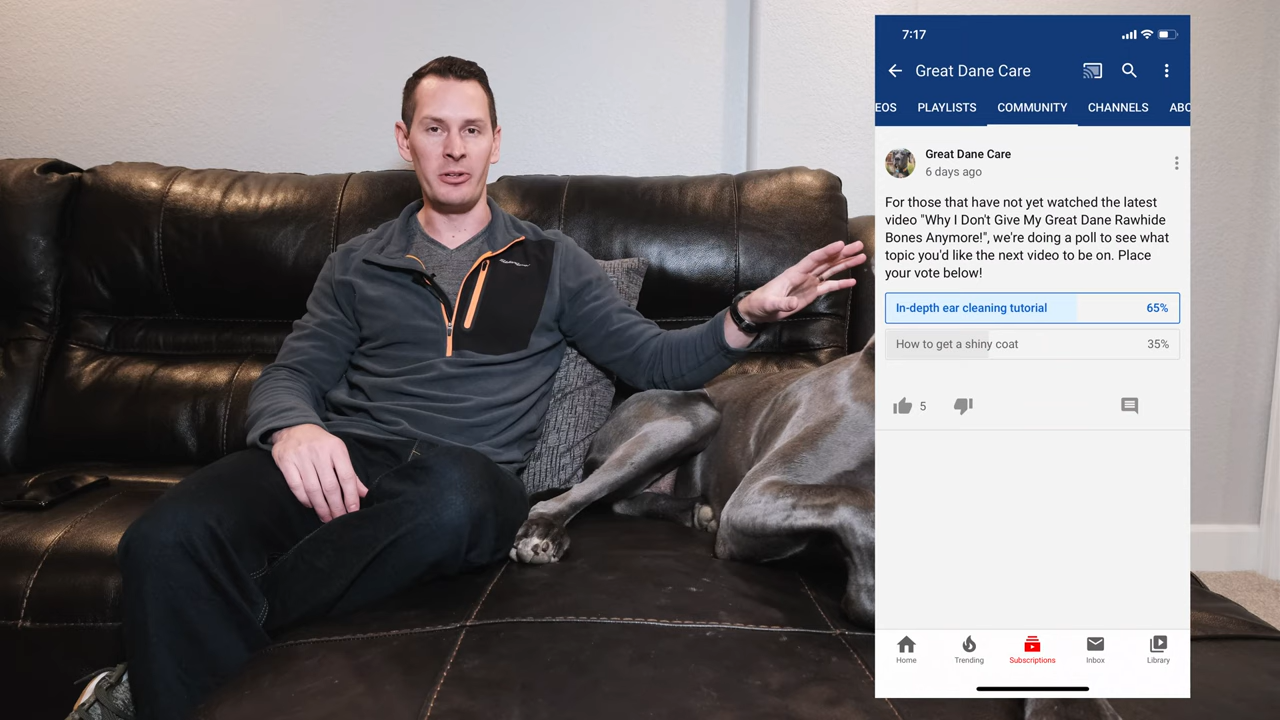 7:17
Great Dane Care
EOS PLAYLISTS COMMUNITY CHANNELS ABC
Great Dane Care
6 days ago
For those that have not yet watched the latest
video "Why I Don't Give My Great Dane Rawhide
Bones Anymore!", we're doing a poll to see what
topic you'd like the next video to be on. Place
your vote below!
In-depth ear cleaning tutorial 65%
How to get a shiny coat 35%
5
Home Trending Subscriptions Inbox Library